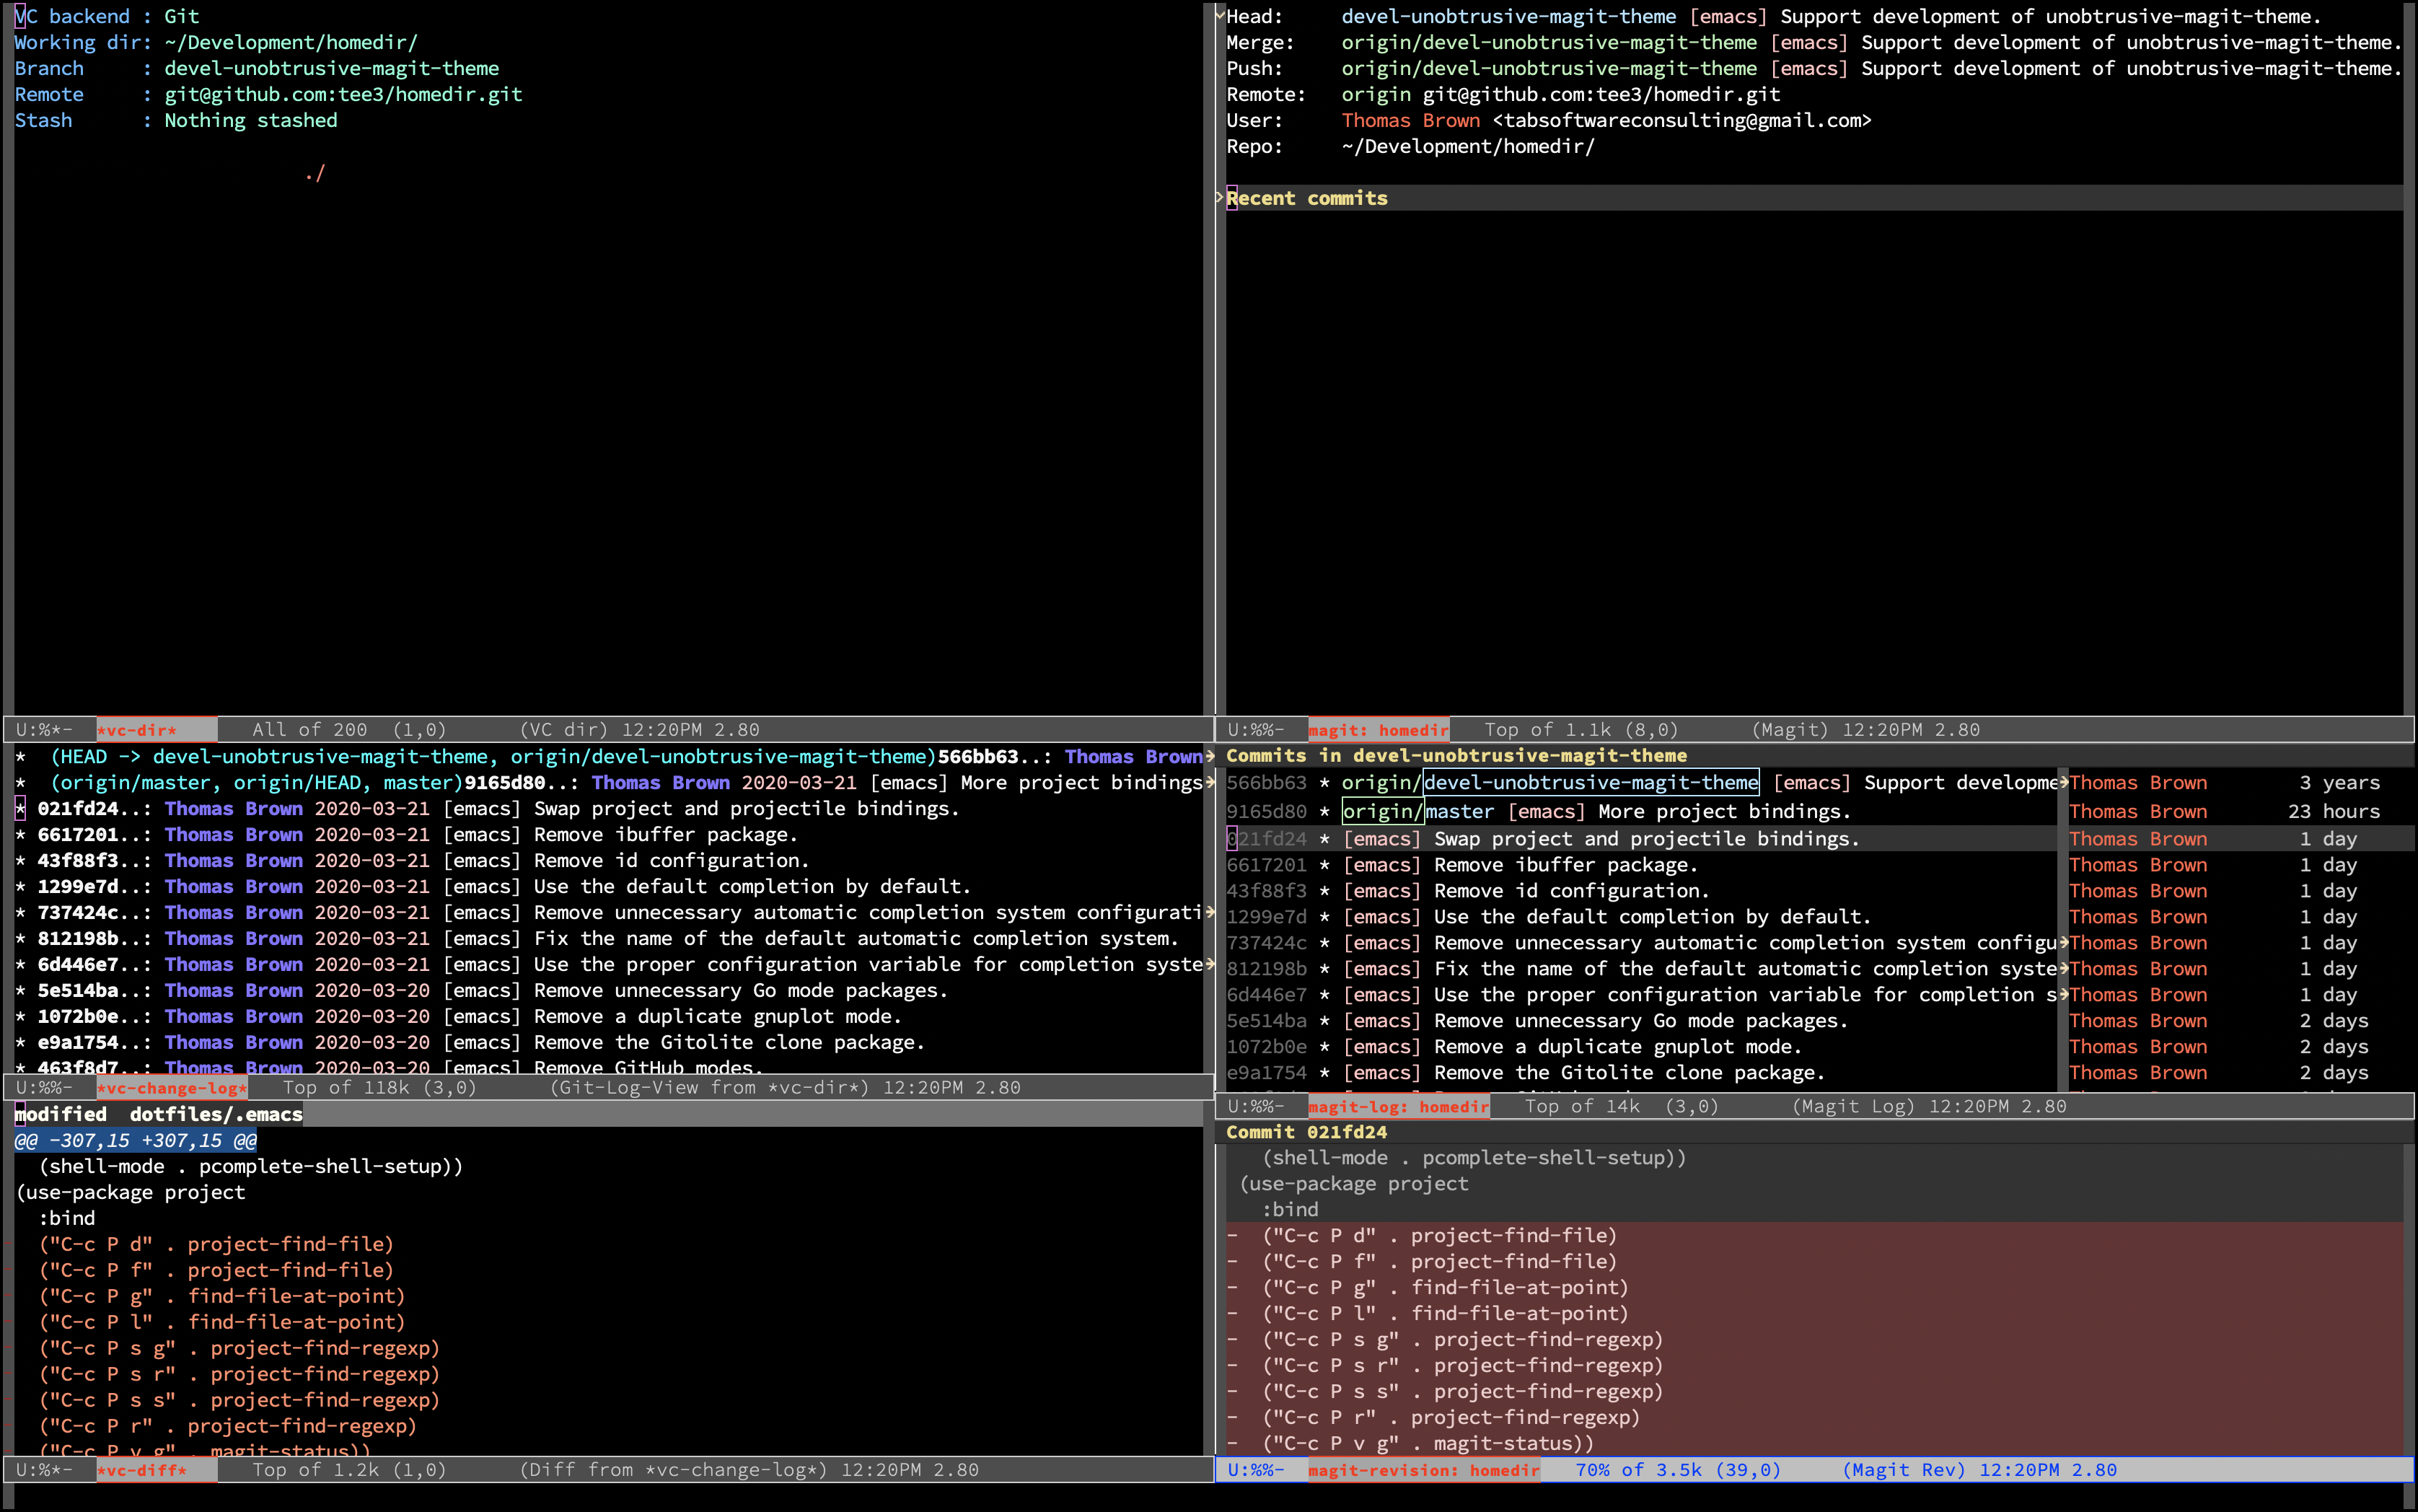 VC backend : Git
Working dir: ~/Development/homedir/
Branch     : devel-unobtrusive-magit-theme
Remote     : git@github.com:tee3/homedir.git
Stash      : Nothing stashed
./
U:%*-  *vc-dir*   All of 200  (1,0)      (VC dir) 12:20PM 2.80
*  (HEAD -> devel-unobtrusive-magit-theme, origin/devel-unobtrusive-magit-theme)566bb63..: Thomas Brown
*  (origin/master, origin/HEAD, master)9165d80..: Thomas Brown 2020-03-21 [emacs] More project bindings
* 021fd24..: Thomas Brown 2020-03-21 [emacs] Swap project and projectile bindings.
* 6617201..: Thomas Brown 2020-03-21 [emacs] Remove ibuffer package.
* 43f88f3..: Thomas Brown 2020-03-21 [emacs] Remove id configuration.
* 1299e7d..: Thomas Brown 2020-03-21 [emacs] Use the default completion by default.
* 737424c..: Thomas Brown 2020-03-21 [emacs] Remove unnecessary automatic completion system configurati
* 812198b..: Thomas Brown 2020-03-21 [emacs] Fix the name of the default automatic completion system.
* 6d446e7..: Thomas Brown 2020-03-21 [emacs] Use the proper configuration variable for completion syste
* 5e514ba..: Thomas Brown 2020-03-20 [emacs] Remove unnecessary Go mode packages.
* 1072b0e..: Thomas Brown 2020-03-20 [emacs] Remove a duplicate gnuplot mode.
* e9a1754..: Thomas Brown 2020-03-20 [emacs] Remove the Gitolite clone package.
* 463f8d7..: Thomas Brown 2020-03-20 [emacs] Remove GitHub modes.
U:%%-  *vc-change-log*   Top of 118k (3,0)      (Git-Log-View from *vc-dir*) 12:20PM 2.80
modified  dotfiles/.emacs
@@ -307,15 +307,15 @@
  (shell-mode . pcomplete-shell-setup))
(use-package project
  :bind
-  ("C-c P d" . project-find-file)
-  ("C-c P f" . project-find-file)
-  ("C-c P g" . find-file-at-point)
-  ("C-c P l" . find-file-at-point)
-  ("C-c P s g" . project-find-regexp)
-  ("C-c P s r" . project-find-regexp)
-  ("C-c P s s" . project-find-regexp)
-  ("C-c P r" . project-find-regexp)
-  ("C-c P v g" . magit-status))
U:%*-  *vc-diff*   Top of 1.2k (1,0)      (Diff from *vc-change-log*) 12:20PM 2.80
Head:     devel-unobtrusive-magit-theme [emacs] Support development of unobtrusive-magit-theme.
Merge:    origin/devel-unobtrusive-magit-theme [emacs] Support development of unobtrusive-magit-theme.
Push:     origin/devel-unobtrusive-magit-theme [emacs] Support development of unobtrusive-magit-theme.
Remote:   origin git@github.com:tee3/homedir.git
User:     Thomas Brown <tabsoftwareconsulting@gmail.com>
Repo:     ~/Development/homedir/
Recent commits
U:%%-  magit: homedir   Top of 1.1k (8,0)      (Magit) 12:20PM 2.80
Commits in devel-unobtrusive-magit-theme
566bb63 * origin/devel-unobtrusive-magit-theme [emacs] Support developme Thomas Brown 3 years
9165d80 * origin/master [emacs] More project bindings. Thomas Brown 23 hours
021fd24 * [emacs] Swap project and projectile bindings. Thomas Brown 1 day
6617201 * [emacs] Remove ibuffer package. Thomas Brown 1 day
43f88f3 * [emacs] Remove id configuration. Thomas Brown 1 day
1299e7d * [emacs] Use the default completion by default. Thomas Brown 1 day
737424c * [emacs] Remove unnecessary automatic completion system configu Thomas Brown 1 day
812198b * [emacs] Fix the name of the default automatic completion syste Thomas Brown 1 day
6d446e7 * [emacs] Use the proper configuration variable for completion s Thomas Brown 1 day
5e514ba * [emacs] Remove unnecessary Go mode packages. Thomas Brown 2 days
1072b0e * [emacs] Remove a duplicate gnuplot mode. Thomas Brown 2 days
e9a1754 * [emacs] Remove the Gitolite clone package. Thomas Brown 2 days
U:%%-  magit-log: homedir   Top of 14k  (3,0)      (Magit Log) 12:20PM 2.80
Commit 021fd24
   (shell-mode . pcomplete-shell-setup))
 (use-package project
   :bind
-  ("C-c P d" . project-find-file)
-  ("C-c P f" . project-find-file)
-  ("C-c P g" . find-file-at-point)
-  ("C-c P l" . find-file-at-point)
-  ("C-c P s g" . project-find-regexp)
-  ("C-c P s r" . project-find-regexp)
-  ("C-c P s s" . project-find-regexp)
-  ("C-c P r" . project-find-regexp)
-  ("C-c P v g" . magit-status))
U:%%-  magit-revision: homedir   70% of 3.5k (39,0)     (Magit Rev) 12:20PM 2.80